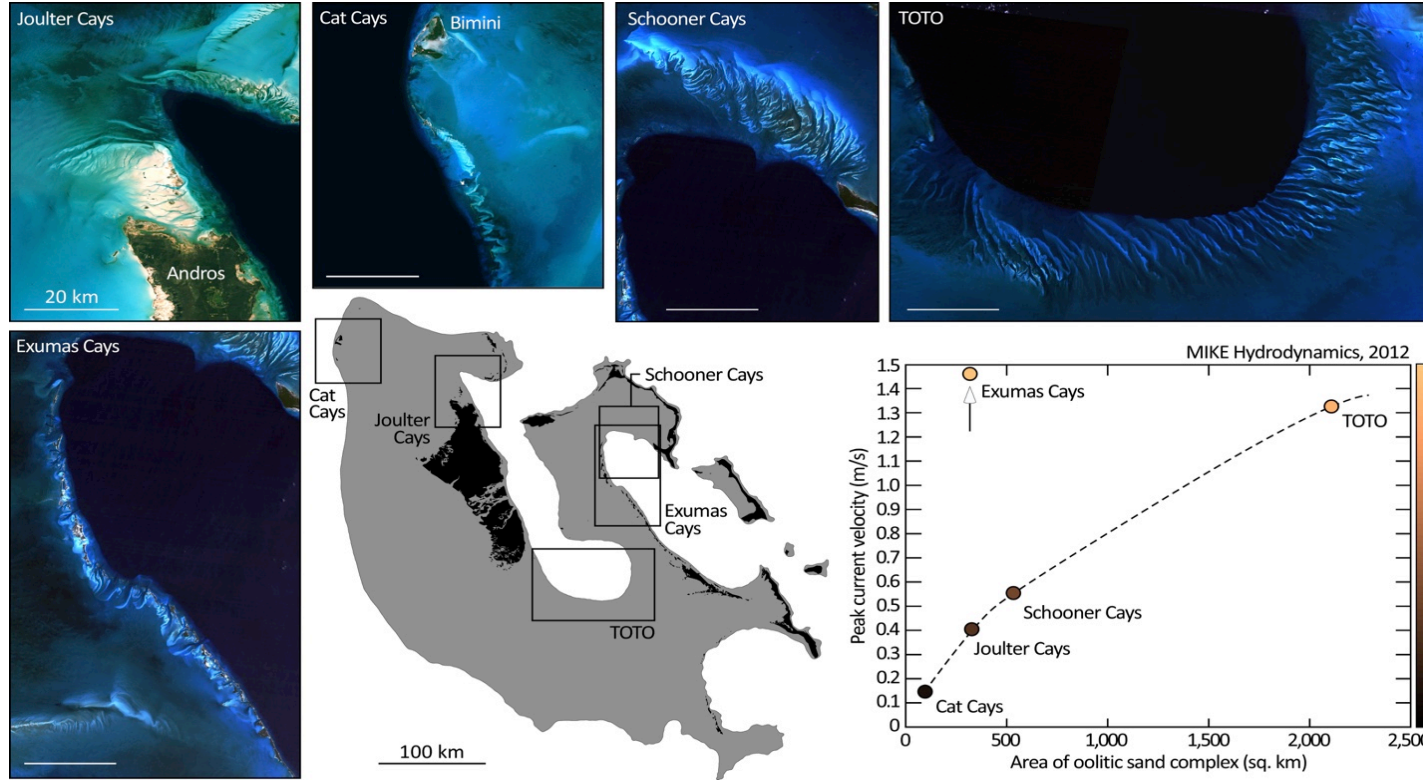 Joulter Cays
Andros
20 km
Cat Cays
Bimini
Schooner Cays
TOTO
Exumas Cays
Cat
Cays
Joulter
Cays
Schooner Cays
Exumas
Cays
TOTO
100 km
MIKE Hydrodynamics, 2012
Peak current velocity (m/s)
1.5
1.4
1.3
1.2
1.1
1.0
0.9
0.8
0.7
0.6
0.5
0.4
0.3
0.2
0.1
0
Exumas Cays
TOTO
Schooner Cays
Joulter Cays
Cat Cays
0
500
1,000
1,500
2,000
2,500
Area of oolitic sand complex (sq. km)